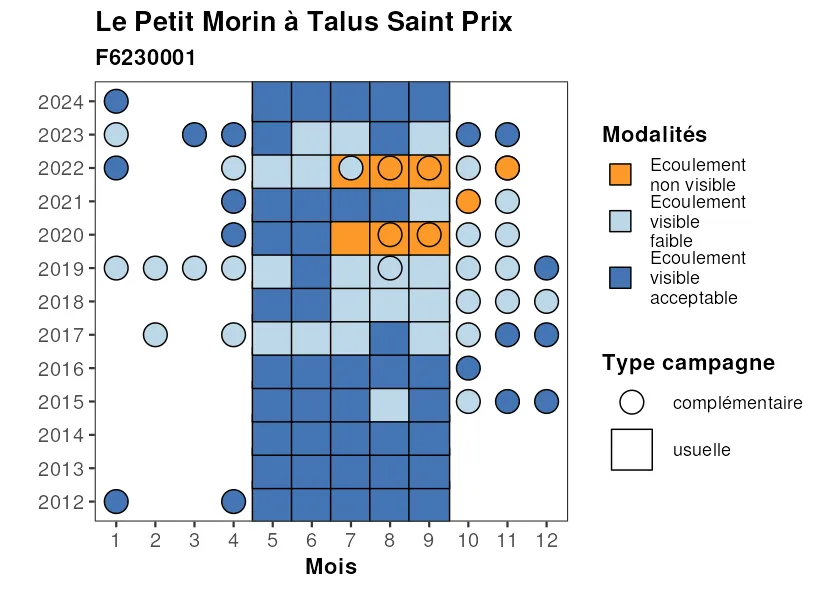 Le Petit Morin à Talus Saint Prix
F6230001
2024
2023
2022
2021
2020
2019
2018
2017
2016
2015
2014
2013
2012
1 2 3 4 5 6 7 8 9 10 11 12
Mois
Modalités
Ecoulement
non visible
Ecoulement
visible
faible
Ecoulement
visible
acceptable
Type campagne
complémentaire
usuelle